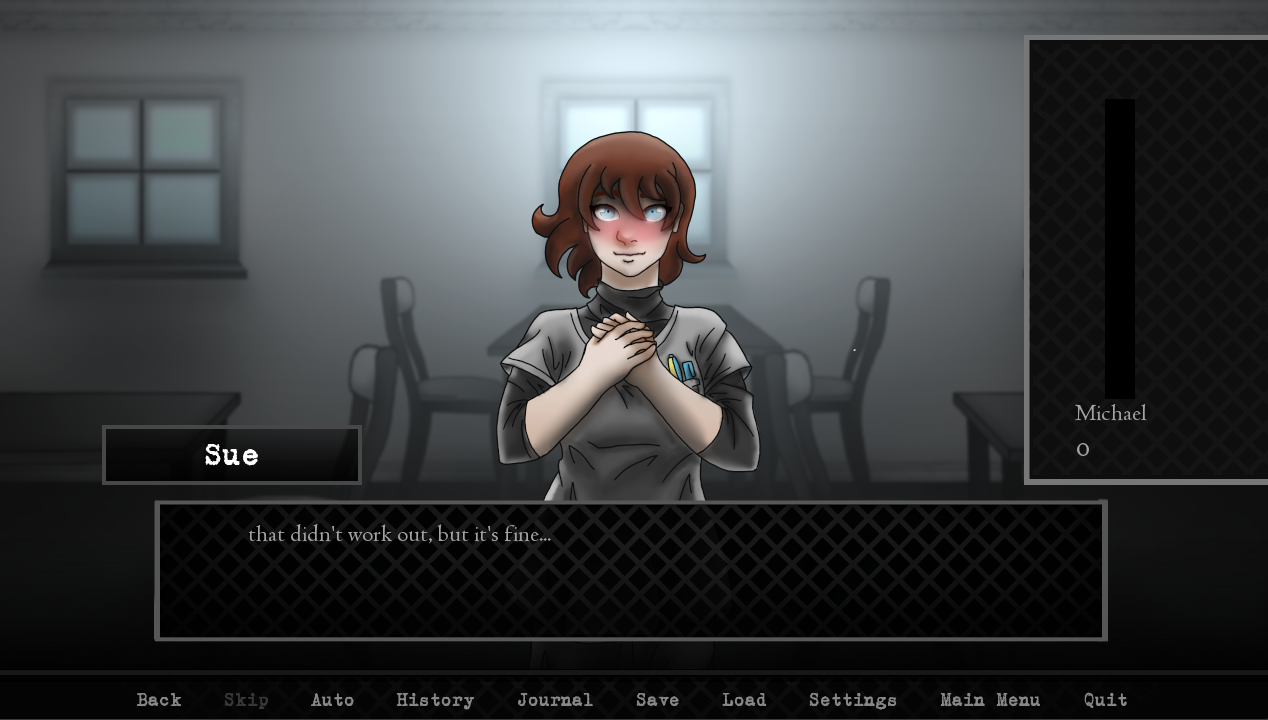 Michael
0
Sue
that didn't work out, but it's fine...
Back Skip Auto History Journal Save Load Settings Main Menu Quit